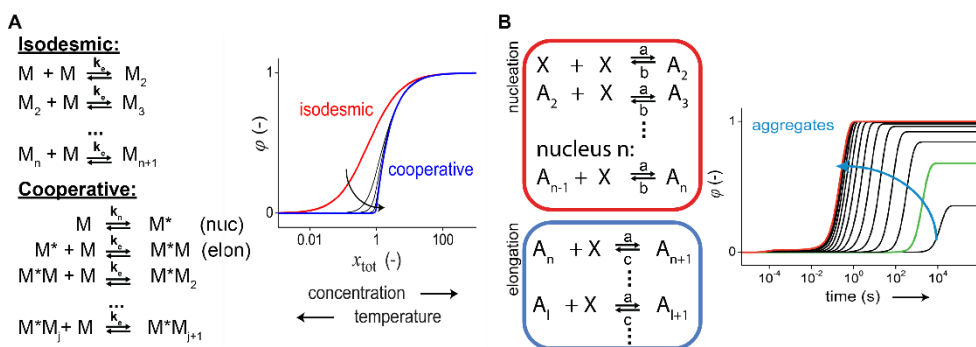 A
Isodesmic:
M + M ⇌ M₂ kₑ
M₂ + M ⇌ M₃ kₑ
...
Mₙ + M ⇌ Mₙ₊₁ kₑ
Cooperative:
M ⇌ M* kₙ (nuc)
M* + M ⇌ M*M kₑ (elon)
M*M + M ⇌ M*M₂ kₑ
...
M*Mⱼ + M ⇌ M*Mⱼ₊₁ kₑ
φ (-)
1
0
isodesmic
cooperative
0.01 1 100
xtot (-)
concentration →
← temperature
B
nucleation
X + X ⇌ A₂ a b
A₂ + X ⇌ A₃ a b
⋮
nucleus n:
Aₙ₋₁ + X ⇌ Aₙ a b
elongation
Aₙ + X ⇌ Aₙ₊₁ a c
Aₗ + X ⇌ Aₗ₊₁ a c
⋮
φ (-)
1
0
aggregates
10⁻⁴ 10⁻² 10⁰ 10² 10⁴
time (s) →